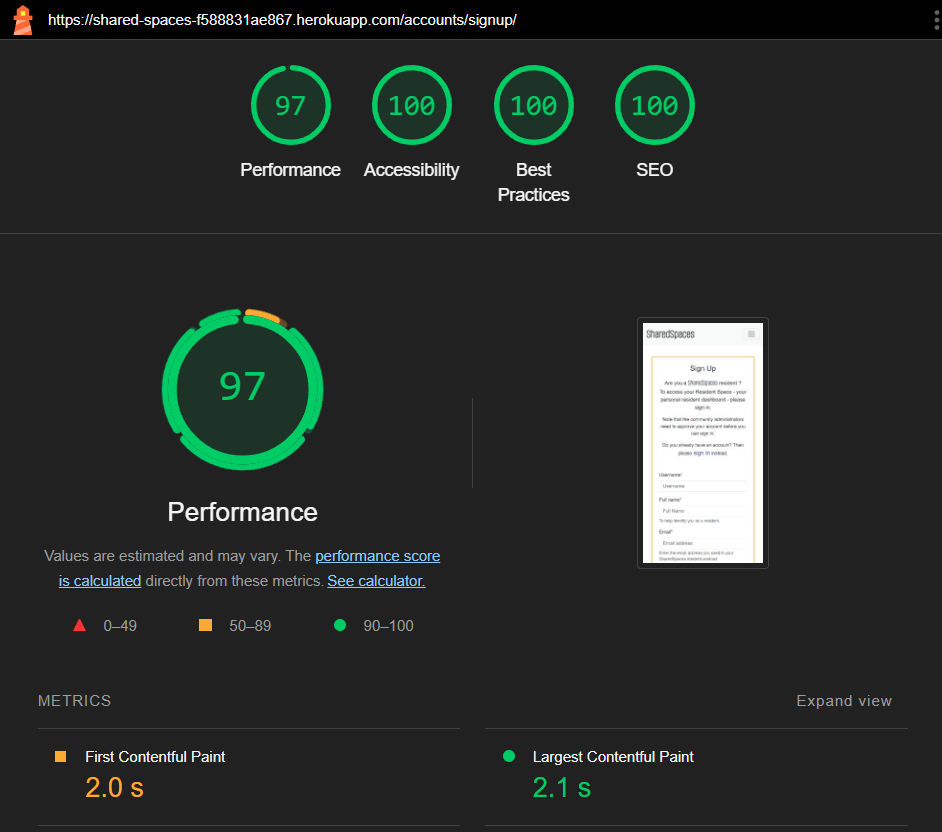 https://shared-spaces-f588831ae867.herokuapp.com/accounts/signup/
97
100
100
100
Performance
Accessibility
Best
Practices
SEO
97
Performance
Values are estimated and may vary. The performance score
is calculated directly from these metrics. See calculator.
0–49
50–89
90–100
SharedSpaces
Sign Up
Are you a SharedSpaces resident ?
To access your Resident Space - your
personal resident dashboard - please
sign in.
Note that the community administrators
need to approve your account before you
can sign in.
Do you already have an account? Then
please sign in instead.
Username*
Username
Full name*
Full Name
To help identify you as a resident.
Email*
Email address
Enter the email address you used in your
SharedSpaces resident
METRICS
Expand view
First Contentful Paint
2.0 s
Largest Contentful Paint
2.1 s